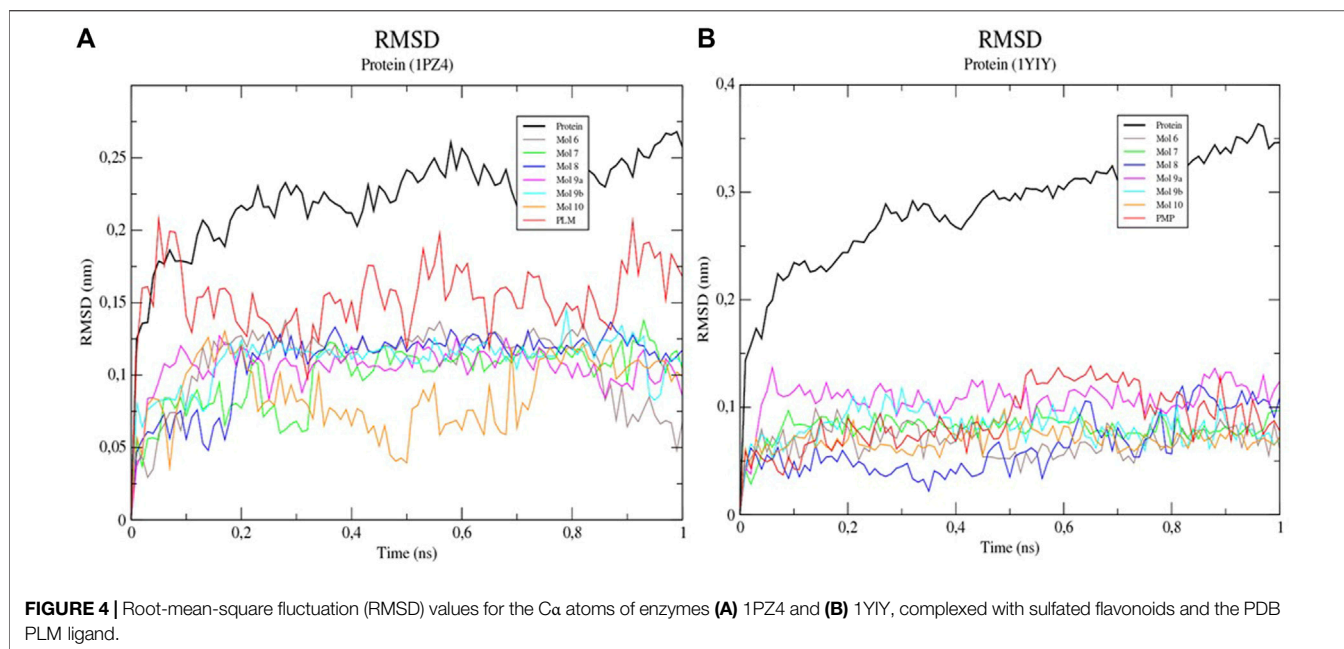 A
RMSD
Protein (1PZ4)
RMSD (nm)
0,25
0,2
0,15
0,1
0,05
0
0
0,2
0,4
0,6
0,8
1
Time (ns)
Protein
Mol 6
Mol 7
Mol 8
Mol 9a
Mol 9b
Mol 10
PLM
B
RMSD
Protein (1YIY)
RMSD (nm)
0,4
0,3
0,2
0,1
0
0
0,2
0,4
0,6
0,8
1
Time (ns)
Protein
Mol 6
Mol 7
Mol 8
Mol 9a
Mol 9b
Mol 10
PMP
FIGURE 4 | Root-mean-square fluctuation (RMSD) values for the Cα atoms of enzymes (A) 1PZ4 and (B) 1YIY, complexed with sulfated flavonoids and the PDB
PLM ligand.